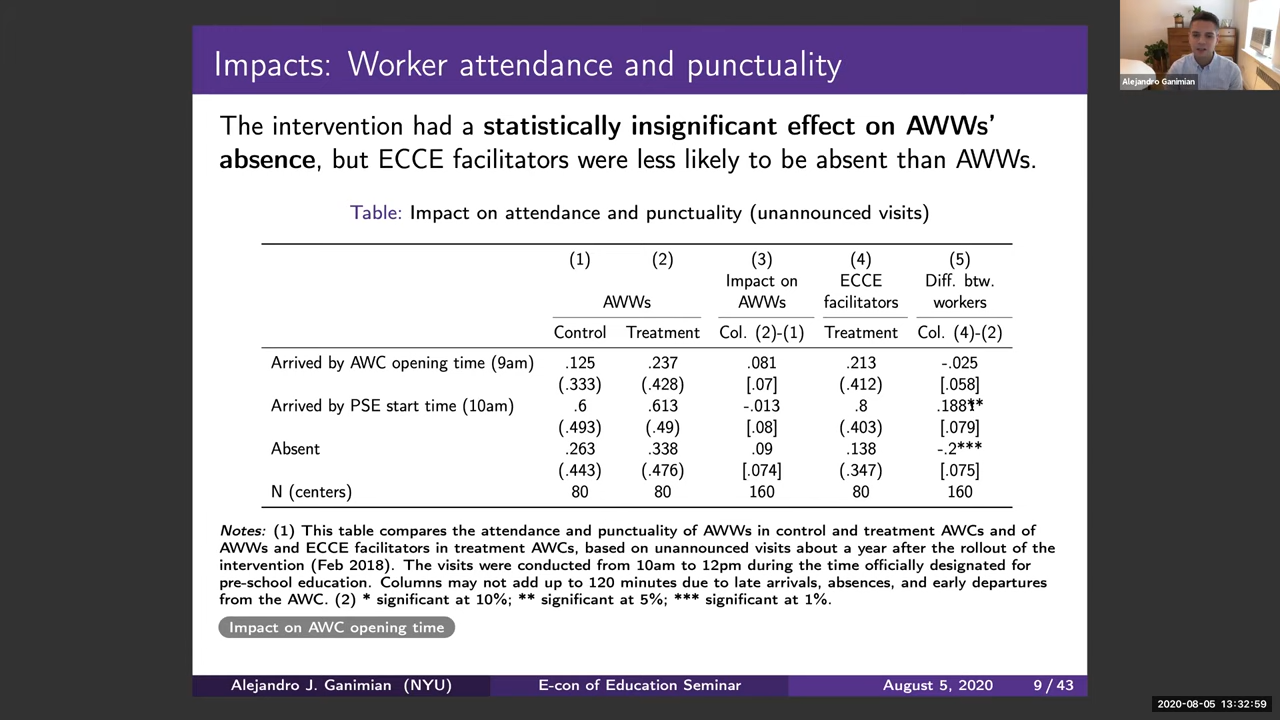 Impacts: Worker attendance and punctuality
Alejandro Ganimian
The intervention had a statistically insignificant effect on AWWs'
absence, but ECCE facilitators were less likely to be absent than AWWs.
Table: Impact on attendance and punctuality (unannounced visits)
(1) (2) (3) (4) (5)
Impact on ECCE Diff. btw.
AWWs AWWs facilitators workers
Control Treatment Col. (2)-(1) Treatment Col. (4)-(2)
Arrived by AWC opening time (9am) .125 .237 .081 .213 -.025
(.333) (.428) [.07] (.412) [.058]
Arrived by PSE start time (10am) .6 .613 -.013 .8 .188**
(.493) (.49) [.08] (.403) [.079]
Absent .263 .338 .09 .138 -.2***
(.443) (.476) [.074] (.347) [.075]
N (centers) 80 80 160 80 160
Notes: (1) This table compares the attendance and punctuality of AWWs in control and treatment AWCs and of
AWWs and ECCE facilitators in treatment AWCs, based on unannounced visits about a year after the rollout of the
intervention (Feb 2018). The visits were conducted from 10am to 12pm during the time officially designated for
pre-school education. Columns may not add up to 120 minutes due to late arrivals, absences, and early departures
from the AWC. (2) * significant at 10%; ** significant at 5%; *** significant at 1%.
Impact on AWC opening time
Alejandro J. Ganimian (NYU) E-con of Education Seminar August 5, 2020 9 / 43
2020-08-05 13:32:59